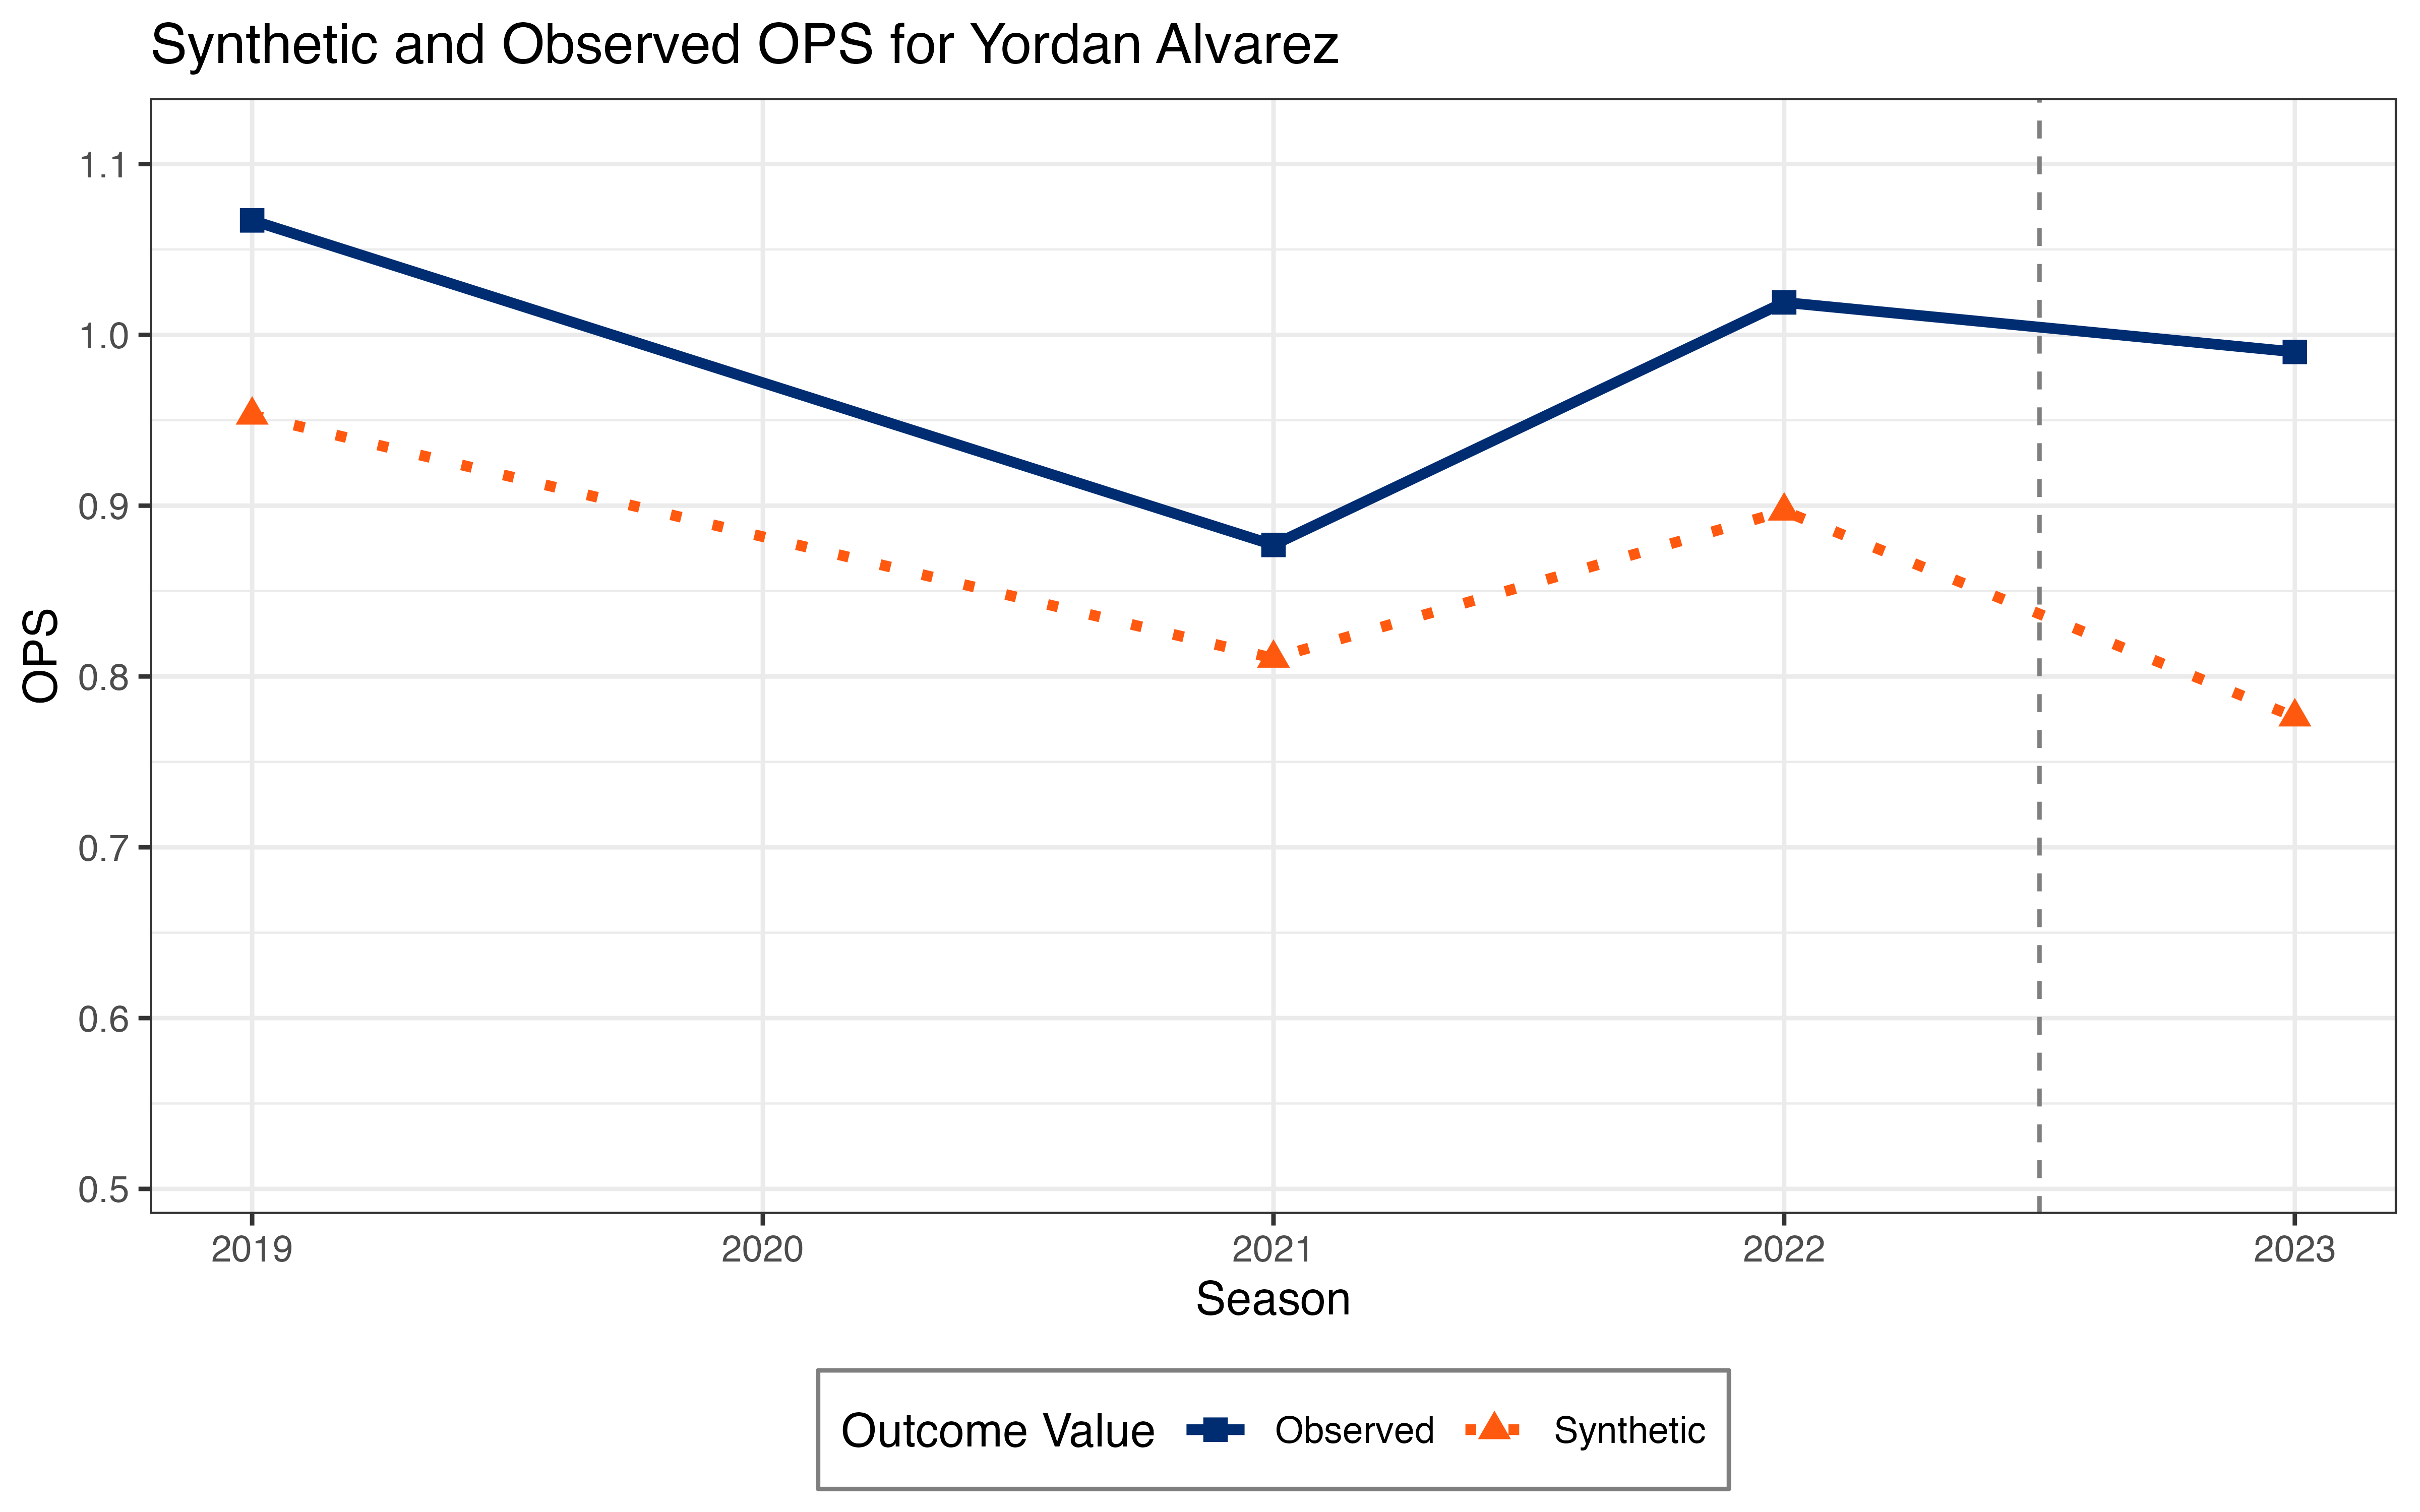 Synthetic and Observed OPS for Yordan Alvarez
OPS
1.1
1.0
0.9
0.8
0.7
0.6
0.5
2019 2020 2021 2022 2023
Season
Outcome Value Observed Synthetic